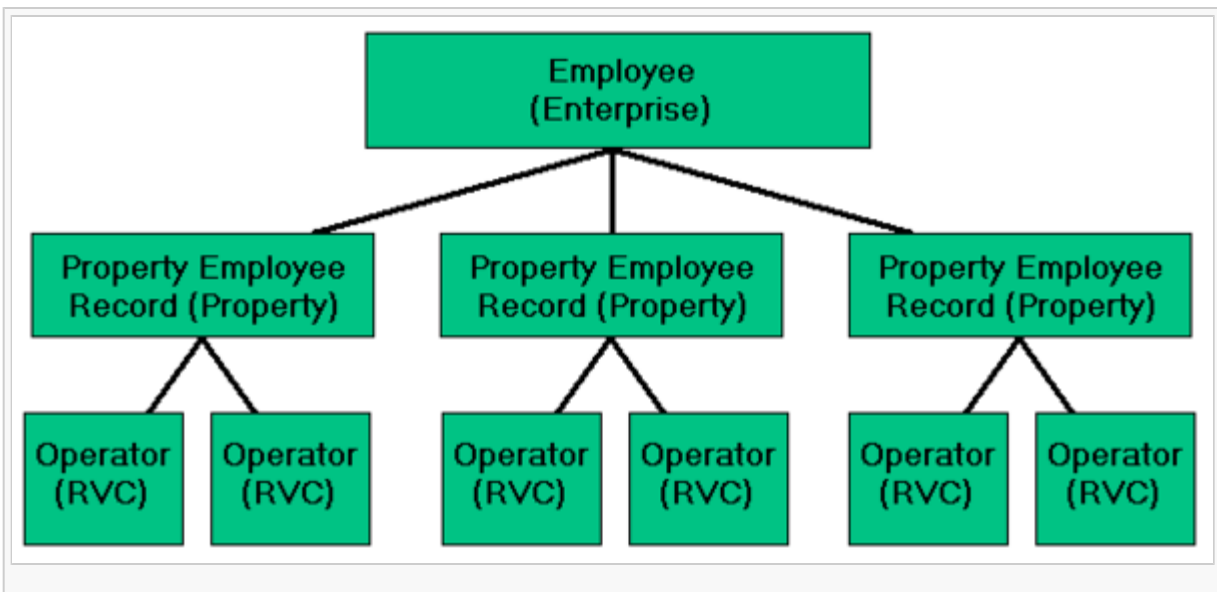 Employee
(Enterprise)
Property Employee
Record (Property)
Property Employee
Record (Property)
Property Employee
Record (Property)
Operator
(RVC)
Operator
(RVC)
Operator
(RVC)
Operator
(RVC)
Operator
(RVC)
Operator
(RVC)